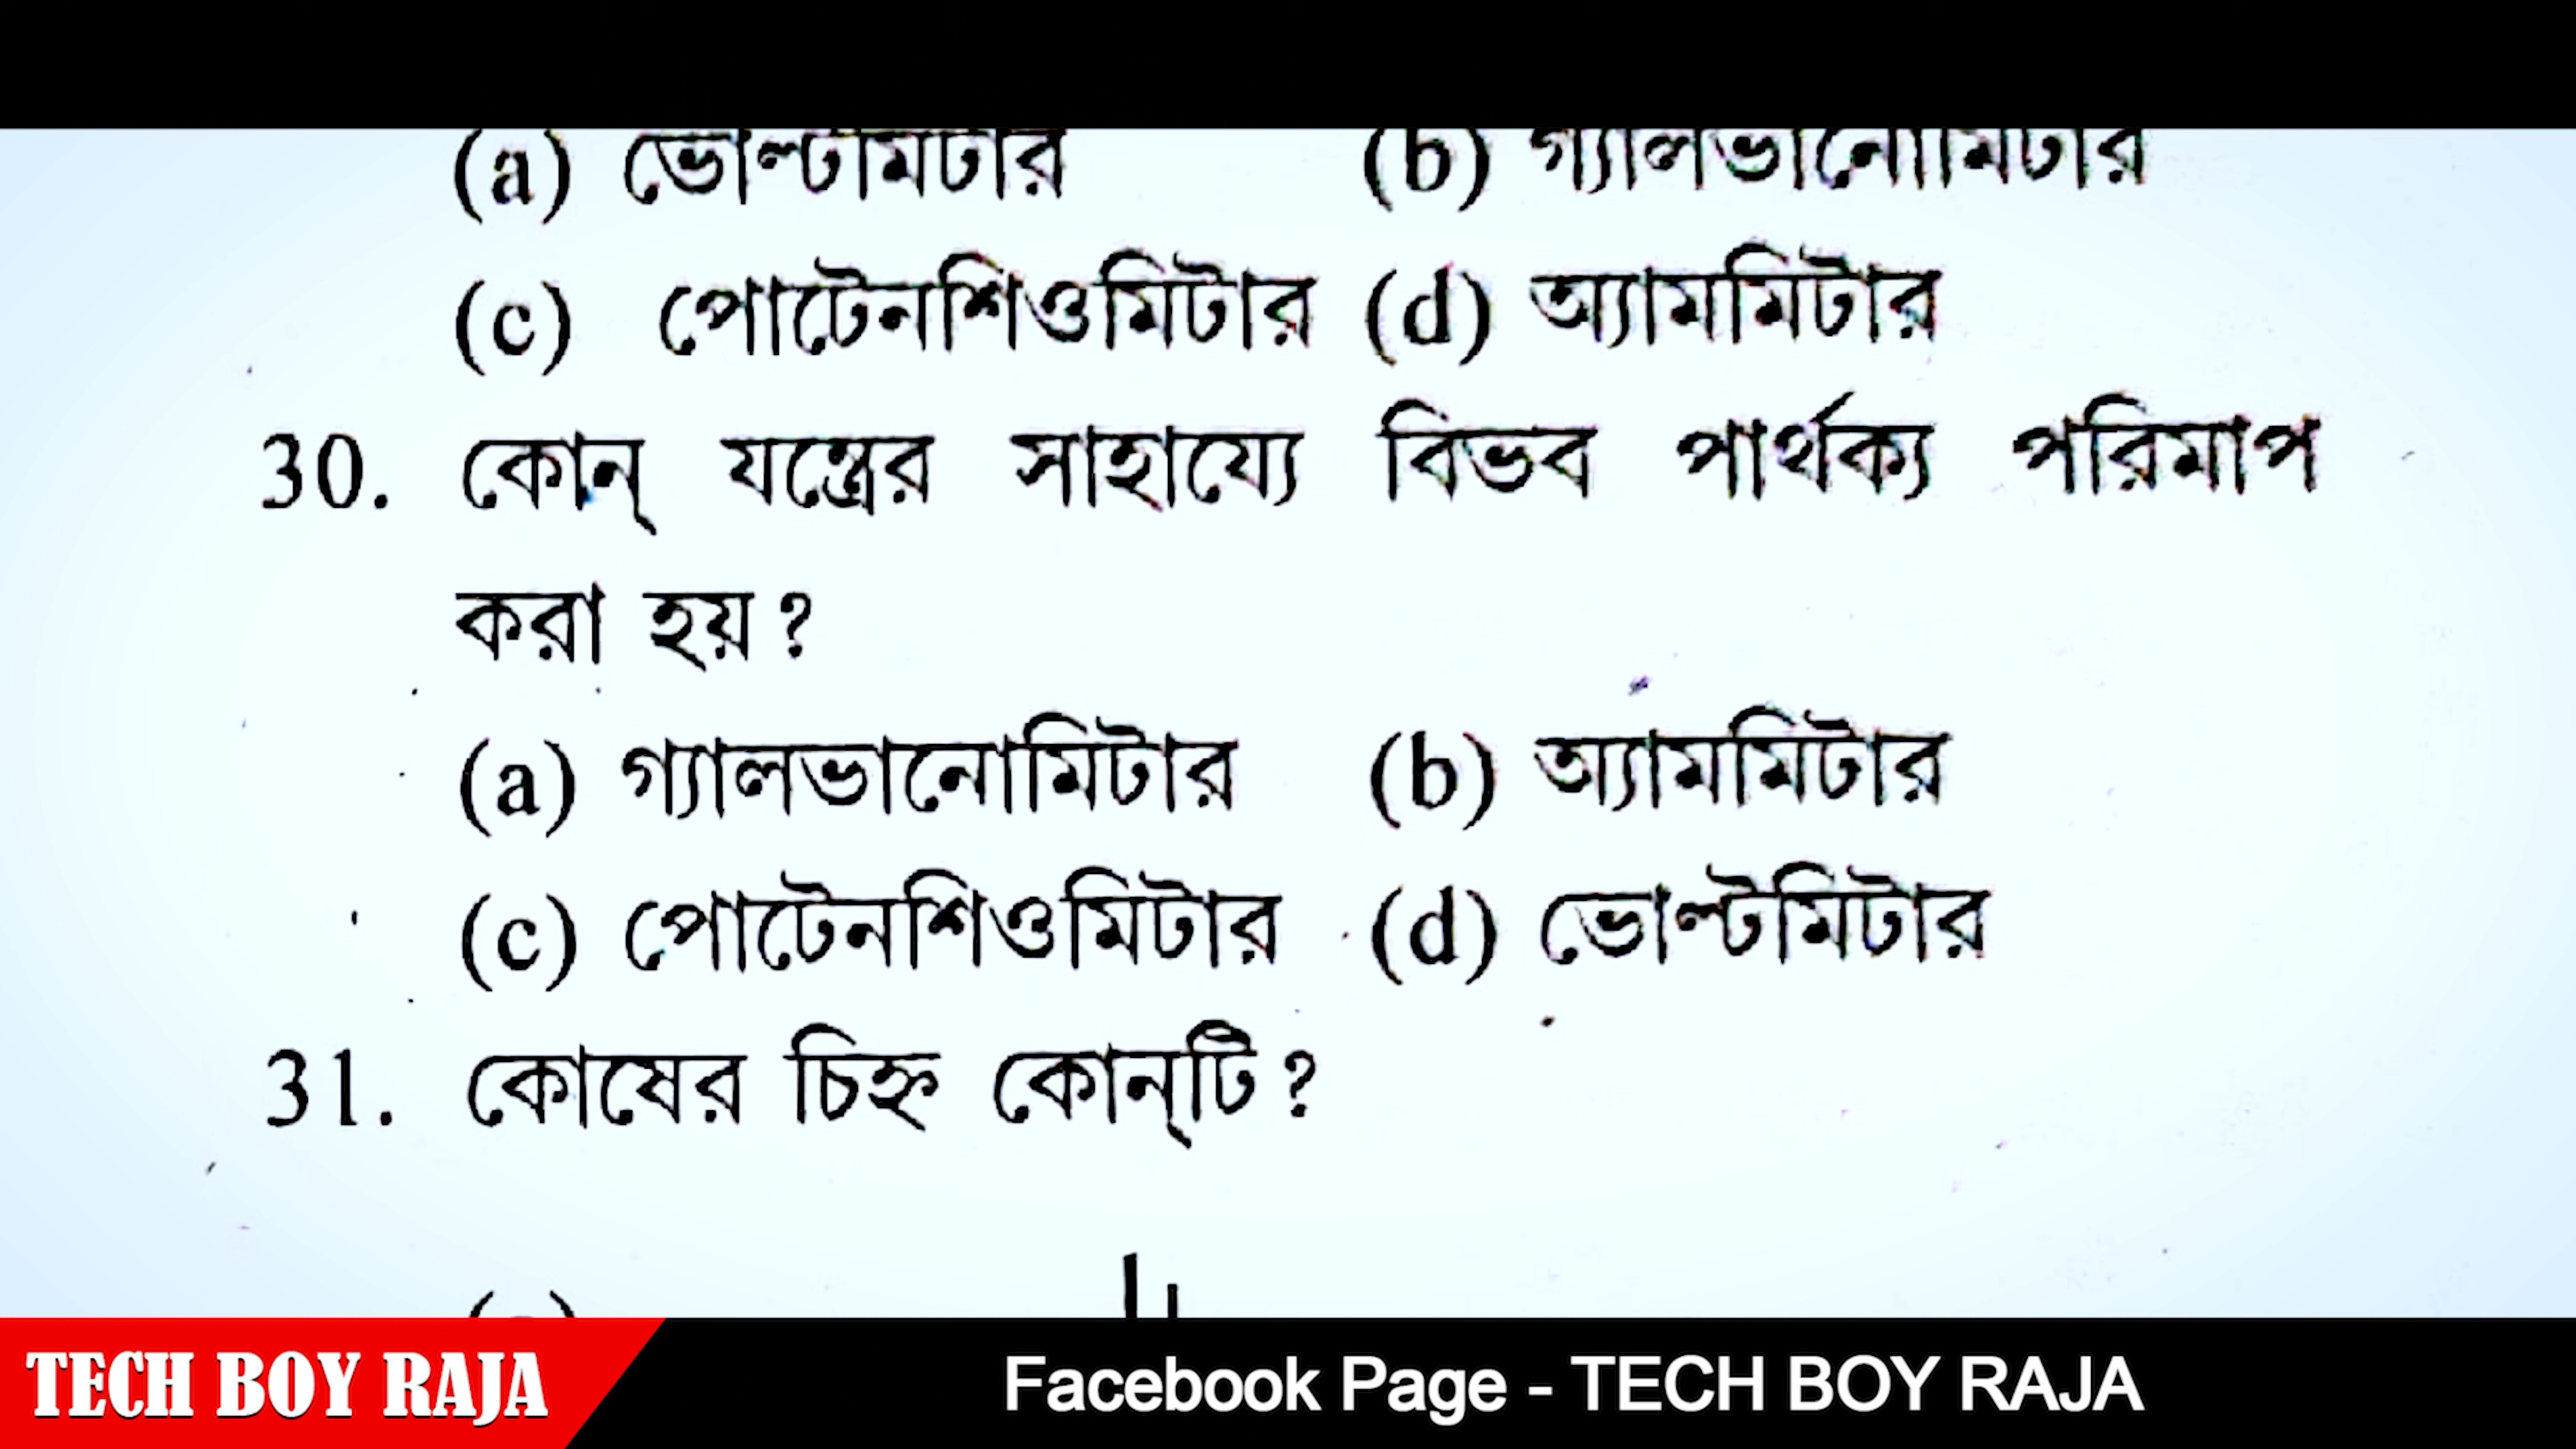 (a) ভোল্টমিটার (b) গ্যালভানোমিটার
(c) পোটেনশিওমিটার (d) অ্যামমিটার
30. কোন্ যন্ত্রের সাহায্যে বিভব পার্থক্য পরিমাপ
করা হয়?
(a) গ্যালভানোমিটার (b) অ্যামমিটার
(c) পোটেনশিওমিটার (d) ভোল্টমিটার
31. কোষের চিহ্ন কোন্‌টি?
TECH BOY RAJA
Facebook Page - TECH BOY RAJA